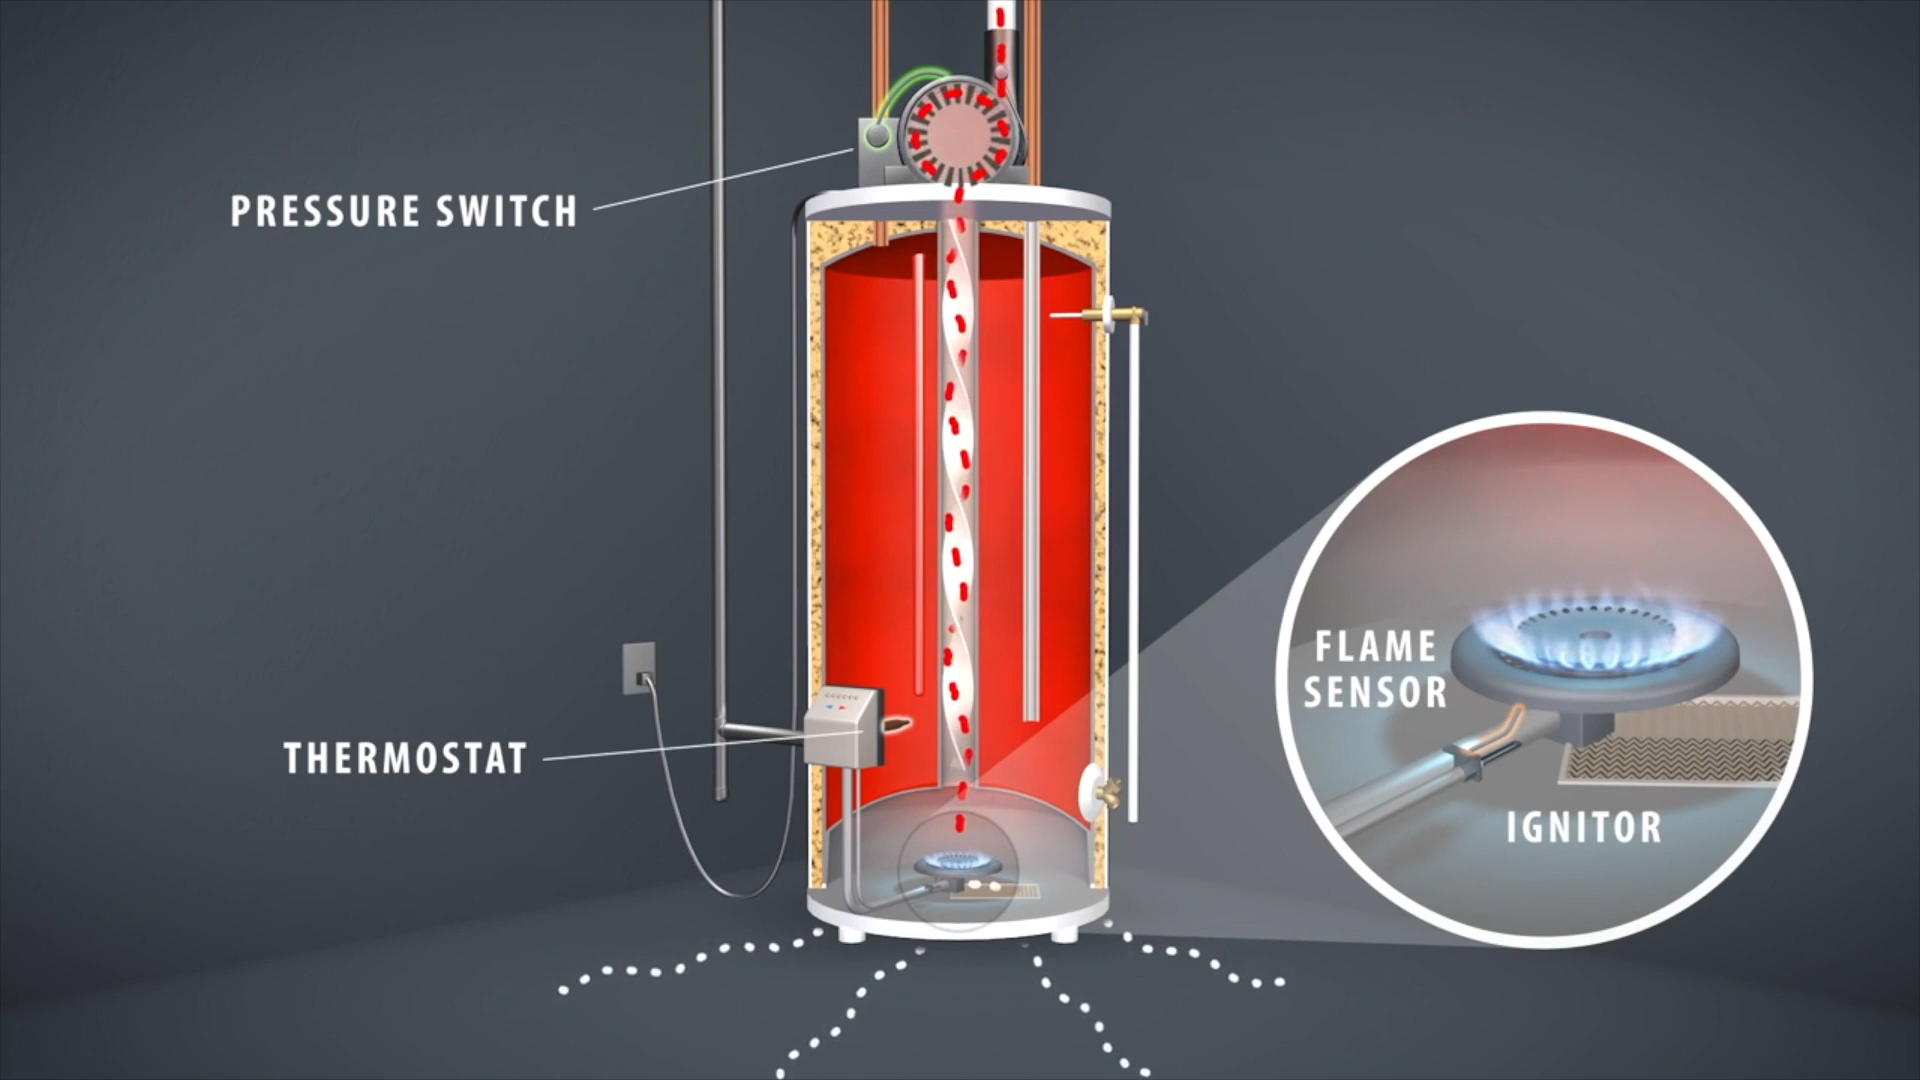 PRESSURE SWITCH
THERMOSTAT
FLAME
SENSOR
IGNITOR